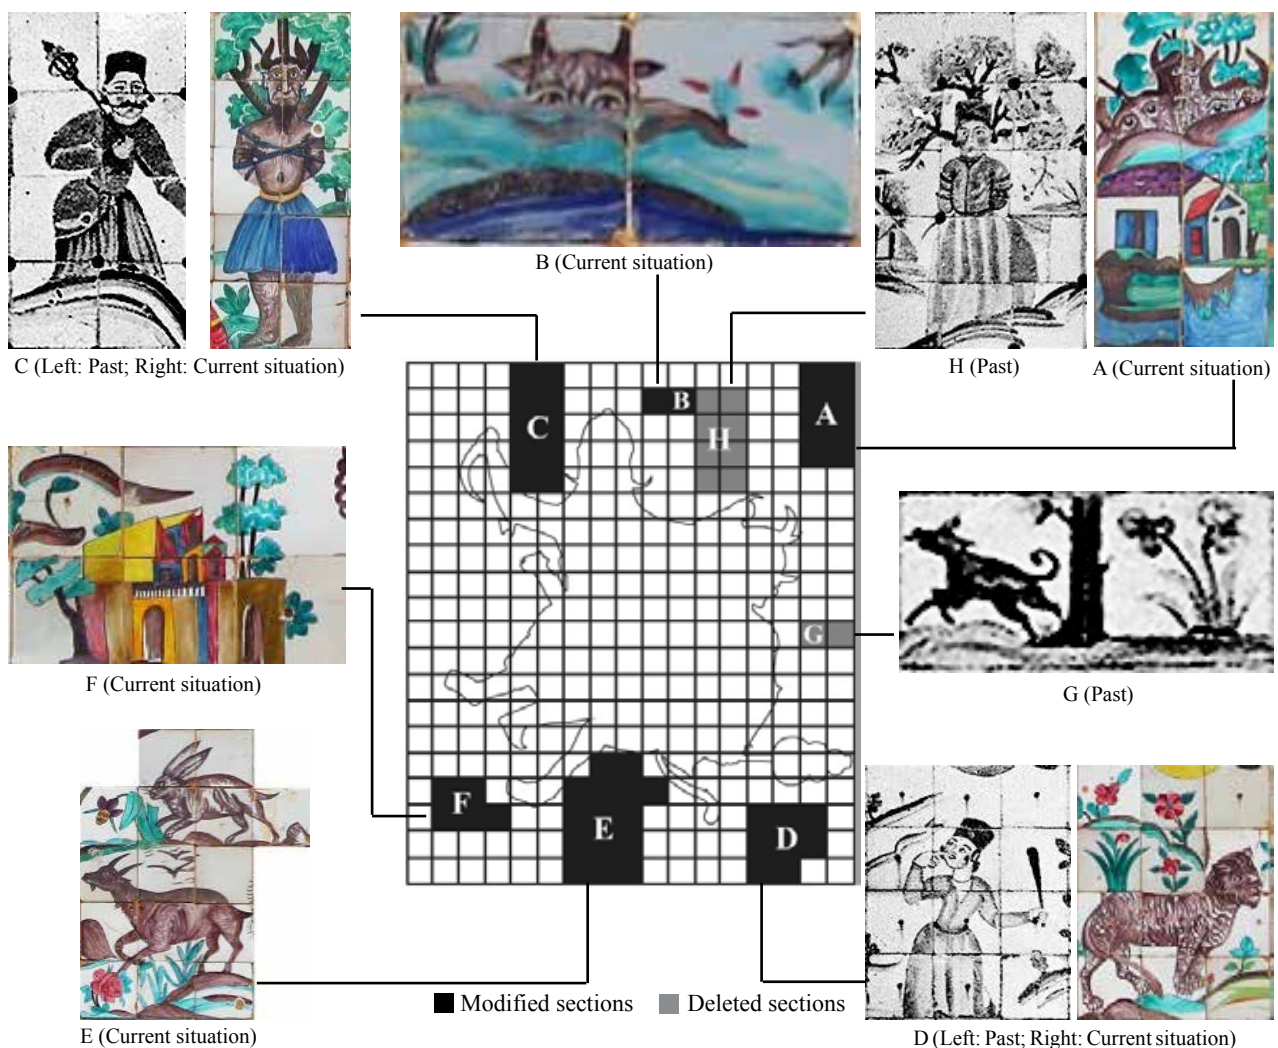 C (Left: Past; Right: Current situation)
B (Current situation)
H (Past)
A (Current situation)
C
B
H
A
F (Current situation)
G
G (Past)
F
E
D
E (Current situation)
Modified sections
Deleted sections
D (Left: Past; Right: Current situation)